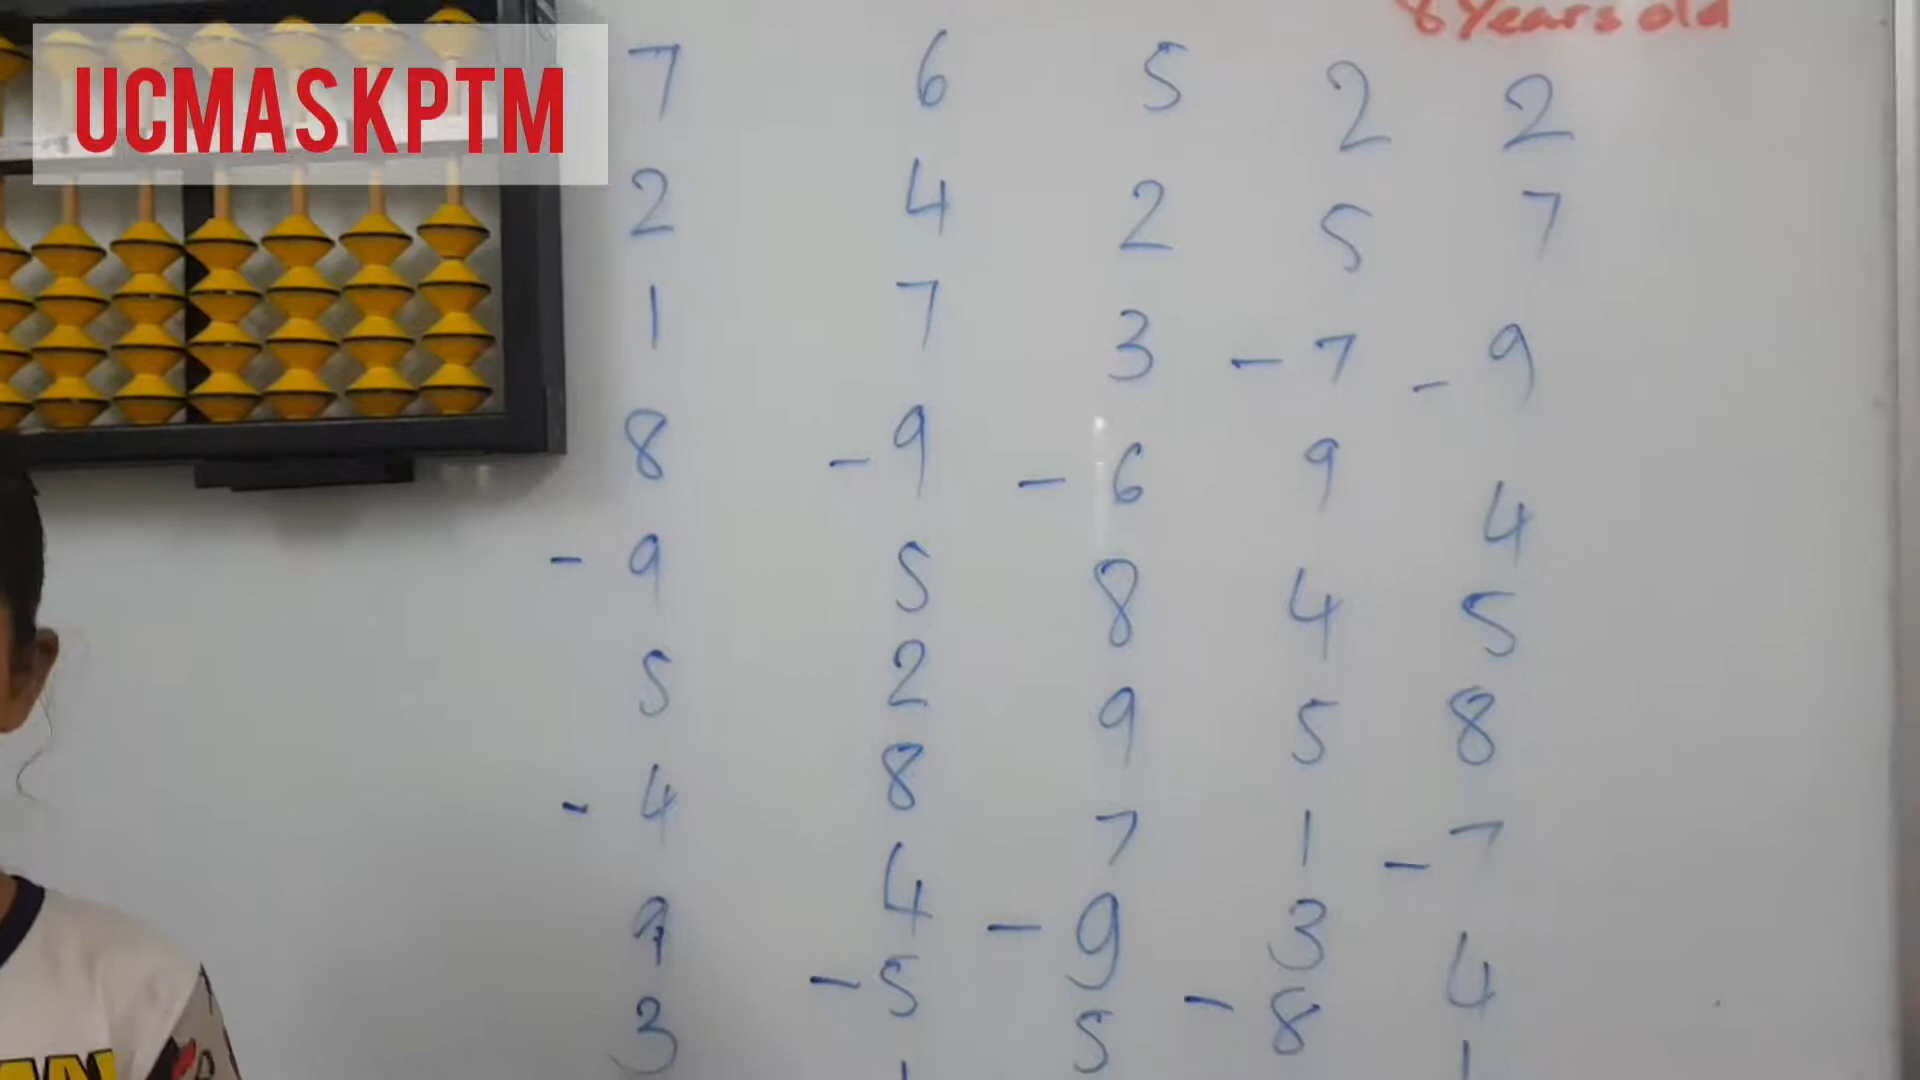 8 Years old
UCMAS KPTM
7 6 5 2 2
2 4 2 5 7
1 7 3 -7 -9
8 -9 -6 9 4
-9 5 8 4 5
5 2 9 5 8
-4 8 7 1 -7
9 4 -9 3 4
3 -5 5 -8 1